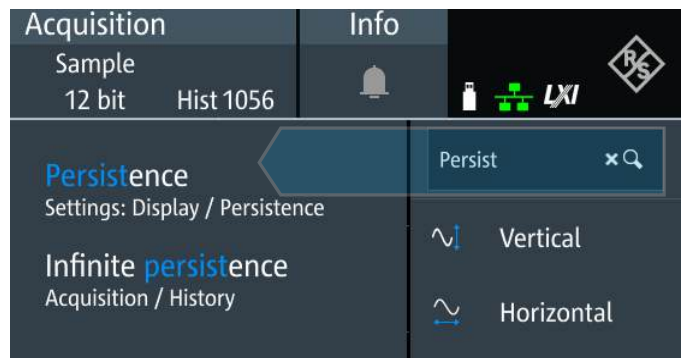 Acquisition
Info
Sample
12 bit Hist 1056
R&S
LXI
Persist
Persistence
Settings: Display / Persistence
Infinite persistence
Acquisition / History
Vertical
Horizontal